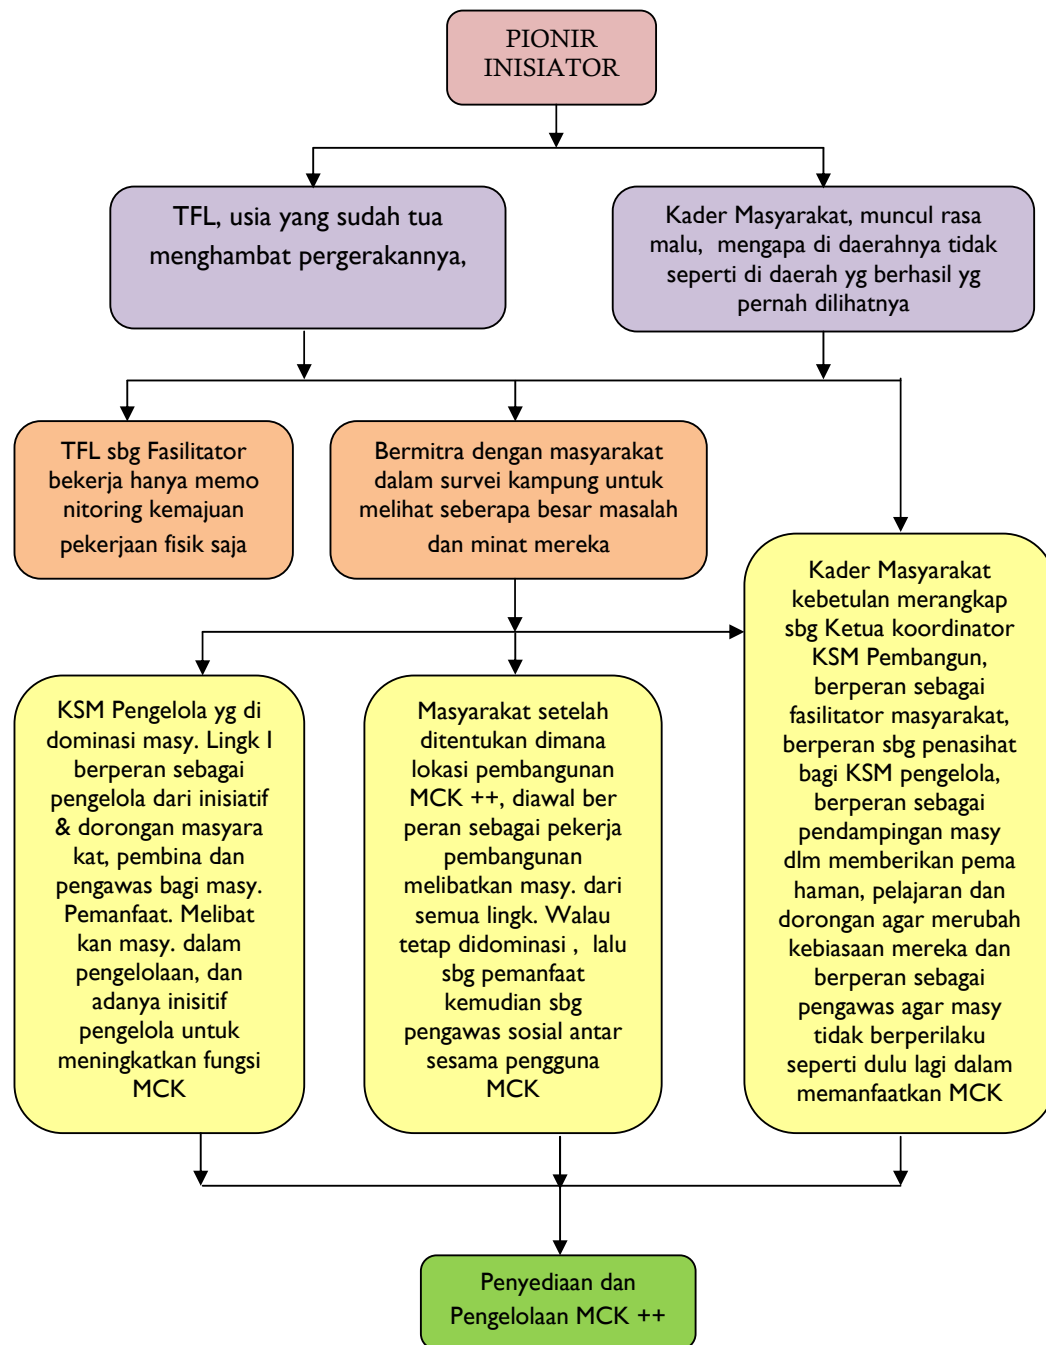 PIONIR
INISIATOR
TFL, usia yang sudah tua
menghambat pergerakannya,
Kader Masyarakat, muncul rasa
malu, mengapa di daerahnya tidak
seperti di daerah yg berhasil yg
pernah dilihatnya
TFL sbg Fasilitator
bekerja hanya memo
nitoring kemajuan
pekerjaan fisik saja
Bermitra dengan masyarakat
dalam survei kampung untuk
melihat seberapa besar masalah
dan minat mereka
KSM Pengelola yg di
dominasi masy. Lingk I
berperan sebagai
pengelola dari inisiatif
& dorongan masyara
kat, pembina dan
pengawas bagi masy.
Pemanfaat. Melibat
kan masy. dalam
pengelolaan, dan
adanya inisitif
pengelola untuk
meningkatkan fungsi
MCK
Masyarakat setelah
ditentukan dimana
lokasi pembangunan
MCK ++, diawal ber
peran sebagai pekerja
pembangunan
melibatkan masy. dari
semua lingk. Walau
tetap didominasi , lalu
sbg pemanfaat
kemudian sbg
pengawas sosial antar
sesama pengguna
MCK
Kader Masyarakat
kebetulan merangkap
sbg Ketua koordinator
KSM Pembangun,
berperan sebagai
fasilitator masyarakat,
berperan sbg penasihat
bagi KSM pengelola,
berperan sebagai
pendampingan masy
dlm memberikan pema
haman, pelajaran dan
dorongan agar merubah
kebiasaan mereka dan
berperan sebagai
pengawas agar masy
tidak berperilaku
seperti dulu lagi dalam
memanfaatkan MCK
Penyediaan dan
Pengelolaan MCK ++